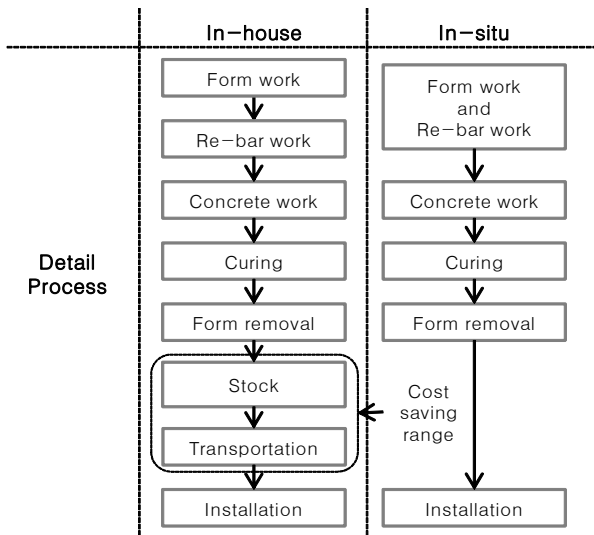 In-house
In-situ
Detail
Process
Form work
Re-bar work
Concrete work
Curing
Form removal
Stock
Transportation
Installation
Form work
and
Re-bar work
Concrete work
Curing
Form removal
Cost
saving
range
Installation